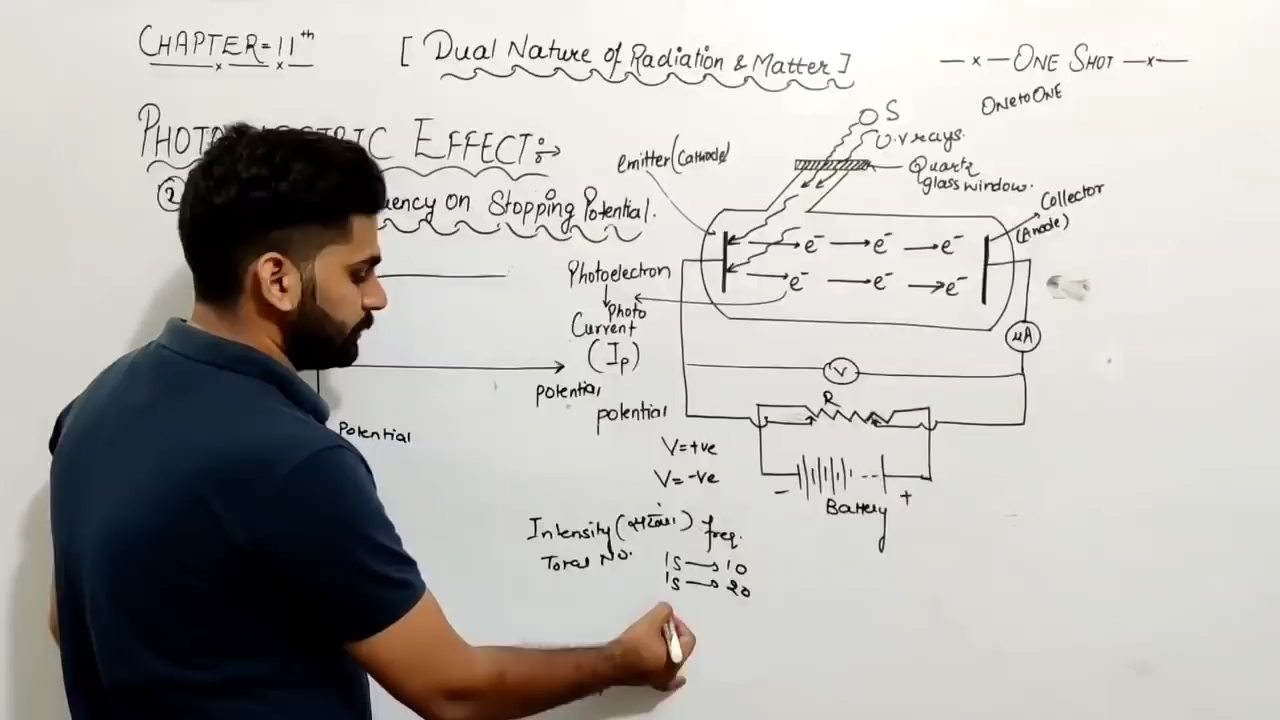 CHAPTER=11th
[ Dual Nature of Radiation & Matter ]
ONE SHOT
ONE to ONE
EFFECT:->
② on Stopping Potential.
S
U.V rays.
Quartz
glass window.
emitter (Cathode)
Collector
(Anode)
e⁻ → e⁻ → e⁻
e⁻ → e⁻ → e⁻
Photoelectron
Photo
Current
(Ip)
μA
V
R
potential
potential
Potential
V=+ve
V=-ve
- +
Battery
Intensity ( ) freq.
Total No.
1s → 10
1s → 20